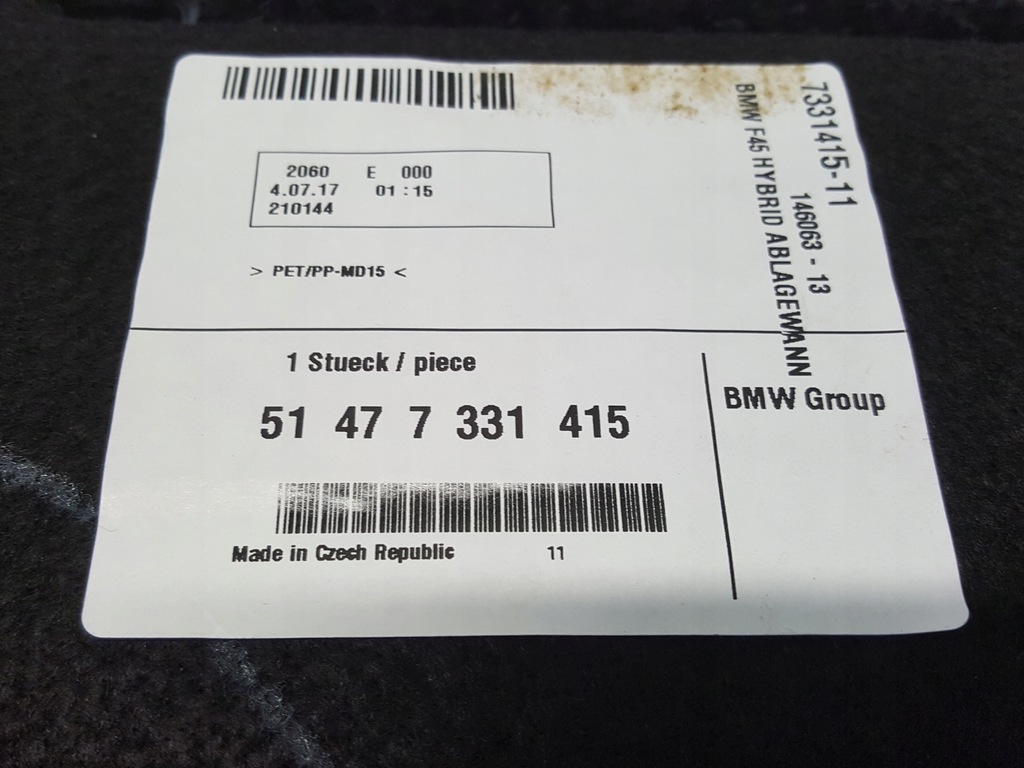 2060 E 000
4.07.17 01:15
210144
> PET/PP-MD15 <
7331415-11
146063 - 13
BMW F45 HYBRID ABLAGEWANN
1 Stueck / piece
51 47 7 331 415
BMW Group
Made in Czech Republic 11